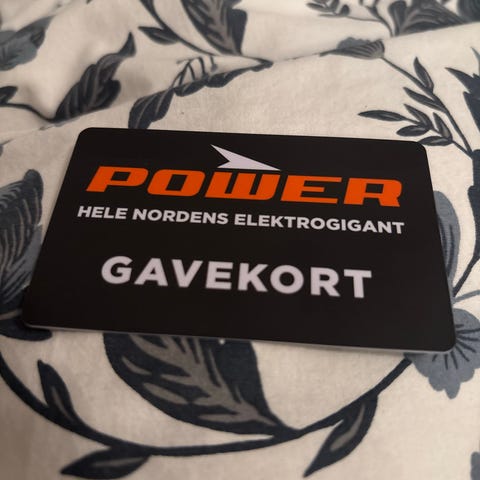 POWER
HELE NORDENS ELEKTROGIGANT
GAVEKORT